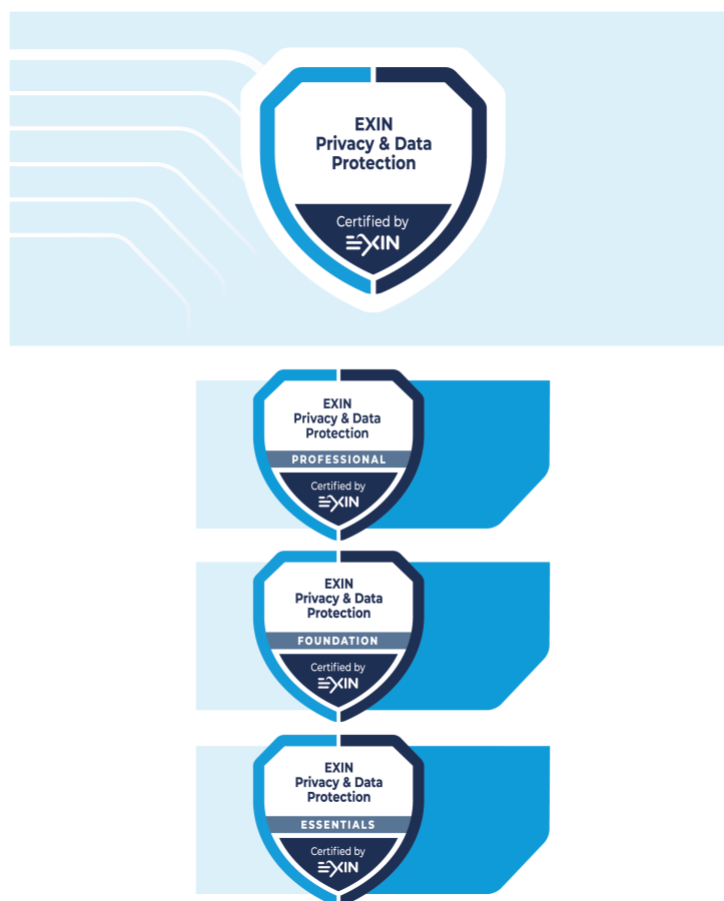 EXIN
Privacy & Data
Protection
Certified by
EXIN
EXIN
Privacy & Data
Protection
PROFESSIONAL
Certified by
EXIN
EXIN
Privacy & Data
Protection
FOUNDATION
Certified by
EXIN
EXIN
Privacy & Data
Protection
ESSENTIALS
Certified by
EXIN